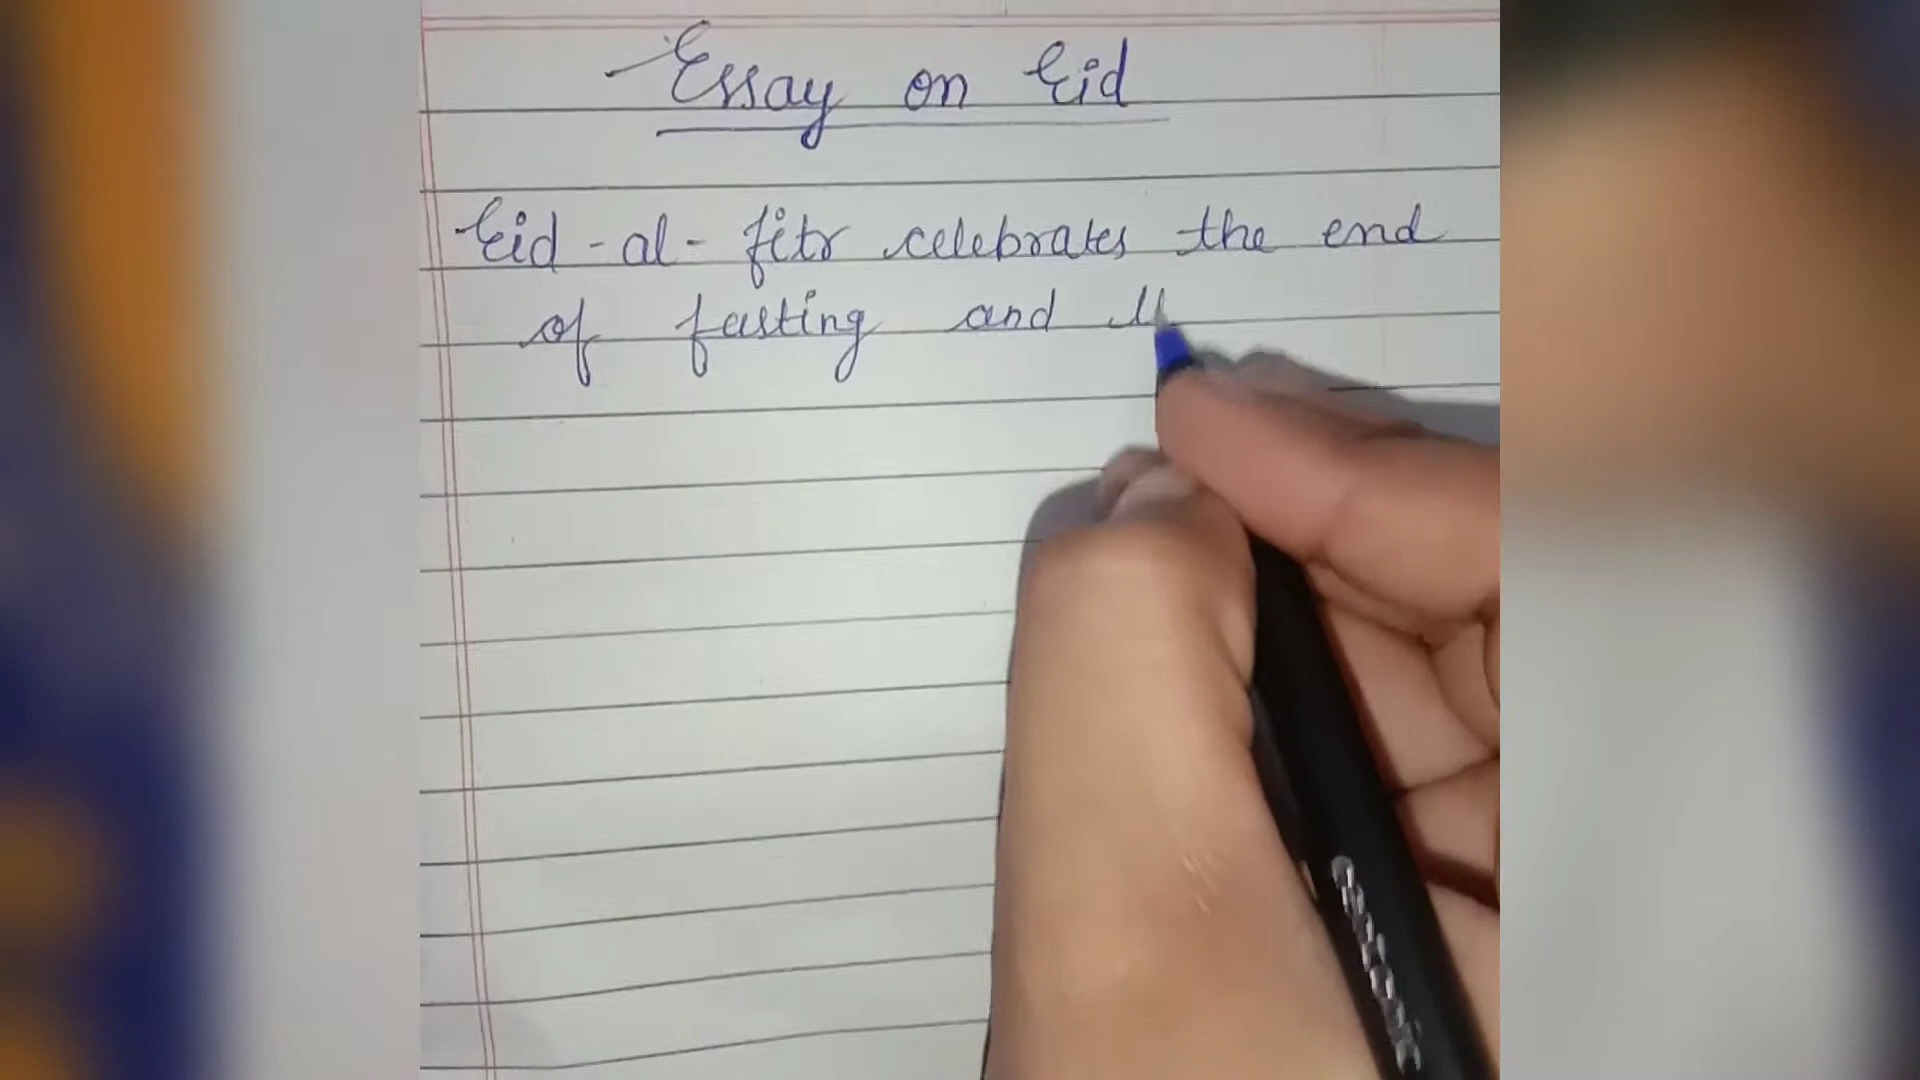 Essay on Eid
Eid-al-fitr celebrates the end
of fasting and